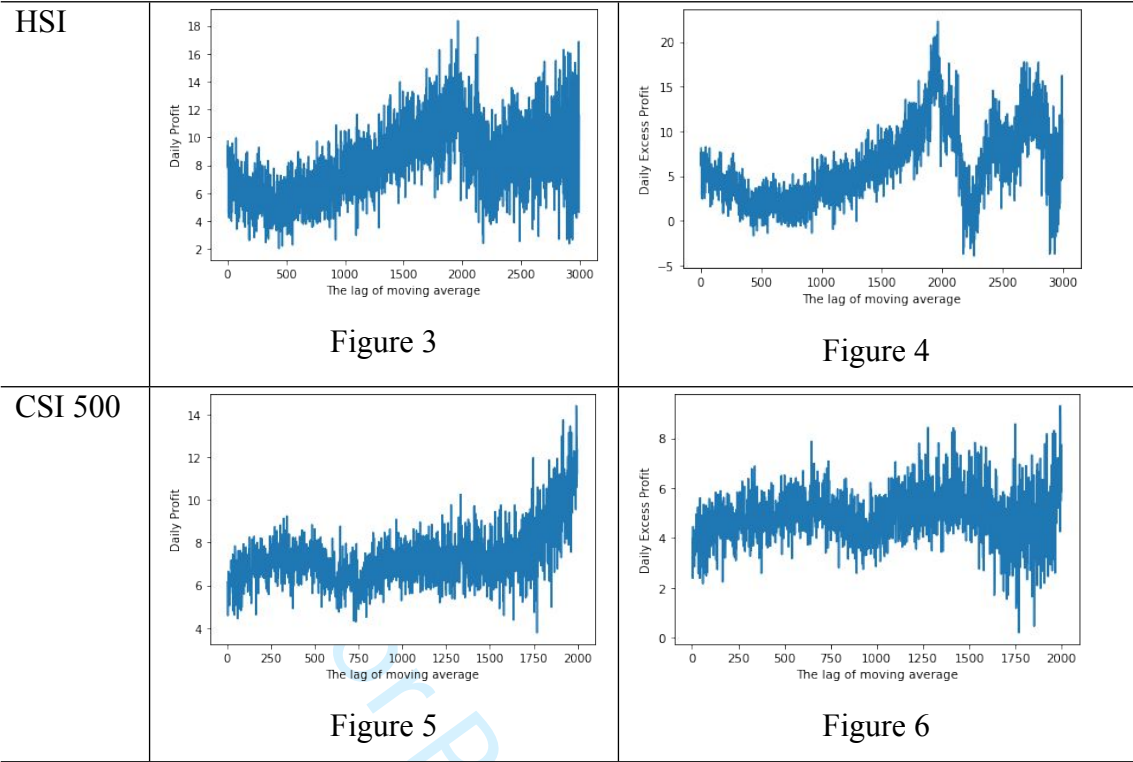 HSI
18
16
14
12
10
8
6
4
2
Daily Profit
0 500 1000 1500 2000 2500 3000
The lag of moving average
Figure 3
20
15
10
5
0
−5
Daily Excess Profit
0 500 1000 1500 2000 2500 3000
The lag of moving average
Figure 4
CSI 500
14
12
10
8
6
4
Daily Profit
0 250 500 750 1000 1250 1500 1750 2000
The lag of moving average
Figure 5
8
6
4
2
0
Daily Excess Profit
0 250 500 750 1000 1250 1500 1750 2000
The lag of moving average
Figure 6
or P